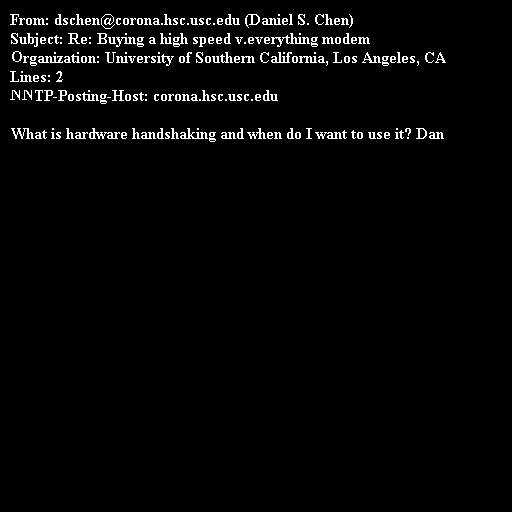 From: dschen@corona.hsc.usc.edu (Daniel S. Chen)
Subject: Re: Buying a high speed v.everything modem
Organization: University of Southern California, Los Angeles, CA
Lines: 2
NNTP-Posting-Host: corona.hsc.usc.edu

What is hardware handshaking and when do I want to use it? Dan